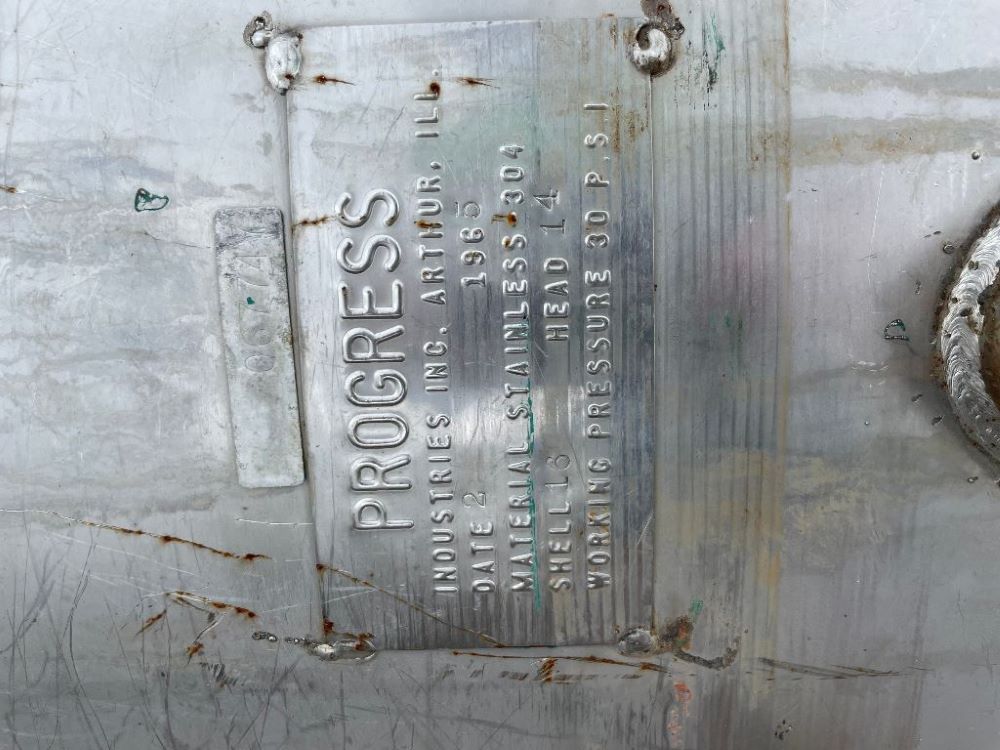 PROGRESS
INDUSTRIES INC. ARTHUR, ILL.
DATE 2 1965
MATERIAL STAINLESS 304
SHELL 16 HEAD 14
WORKING PRESSURE 30 P.S.I